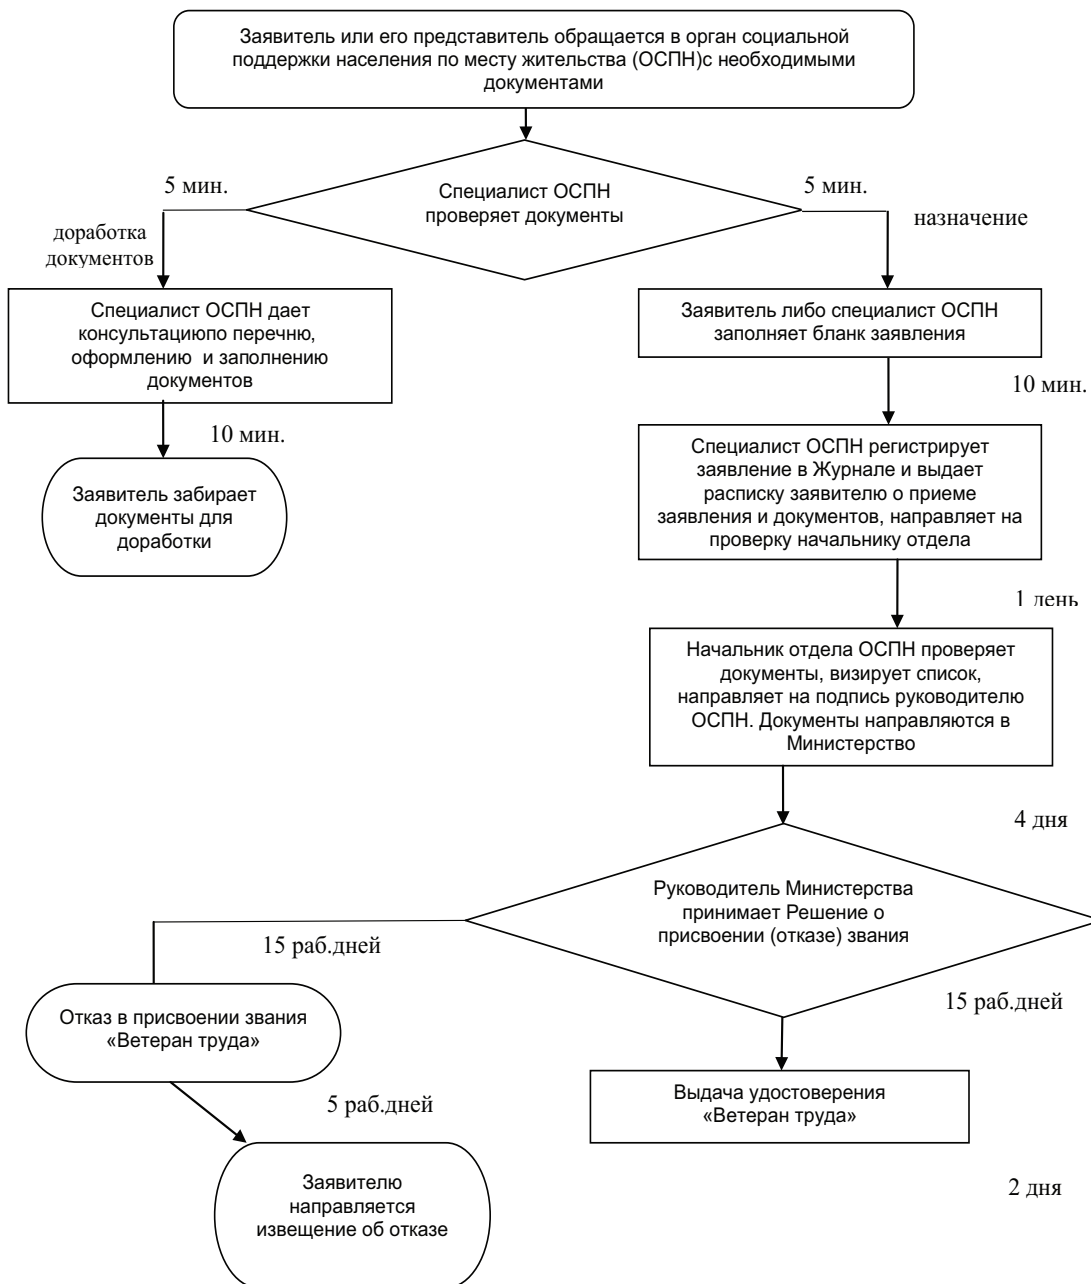 Заявитель или его представитель обращается в орган социальной
поддержки населения по месту жительства (ОСПН)с необходимыми
документами
5 мин.
Специалист ОСПН
проверяет документы
5 мин.
доработка
документов
назначение
Специалист ОСПН дает
консультациюпо перечню,
оформлению и заполнению
документов
Заявитель либо специалист ОСПН
заполняет бланк заявления
10 мин.
10 мин.
Заявитель забирает
документы для
доработки
Специалист ОСПН регистрирует
заявление в Журнале и выдает
расписку заявителю о приеме
заявления и документов, направляет на
проверку начальнику отдела
1 день
Начальник отдела ОСПН проверяет
документы, визирует список,
направляет на подпись руководителю
ОСПН. Документы направляются в
Министерство
4 дня
Руководитель Министерства
принимает Решение о
присвоении (отказе) звания
15 раб.дней
15 раб.дней
Отказ в присвоении звания
«Ветеран труда»
5 раб.дней
Выдача удостоверения
«Ветеран труда»
Заявителю
направляется
извещение об отказе
2 дня